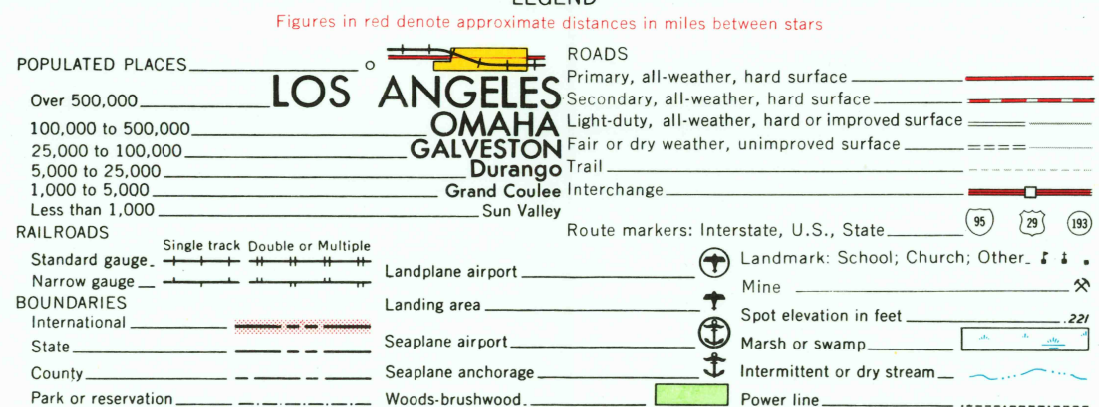 LEGEND
Figures in red denote approximate distances in miles between stars
POPULATED PLACES
Over 500,000 LOS ANGELES
100,000 to 500,000 OMAHA
25,000 to 100,000 GALVESTON
5,000 to 25,000 Durango
1,000 to 5,000 Grand Coulee
Less than 1,000 Sun Valley
RAILROADS
Single track Double or Multiple
Standard gauge
Narrow gauge
BOUNDARIES
International
State
County
Park or reservation
Landplane airport
Landing area
Seaplane airport
Seaplane anchorage
Woods-brushwood
ROADS
Primary, all-weather, hard surface
Secondary, all-weather, hard surface
Light-duty, all-weather, hard or improved surface
Fair or dry weather, unimproved surface
Trail
Interchange
Route markers: Interstate, U.S., State 95 29 193
Landmark: School; Church; Other
Mine
Spot elevation in feet .221
Marsh or swamp
Intermittent or dry stream
Power line